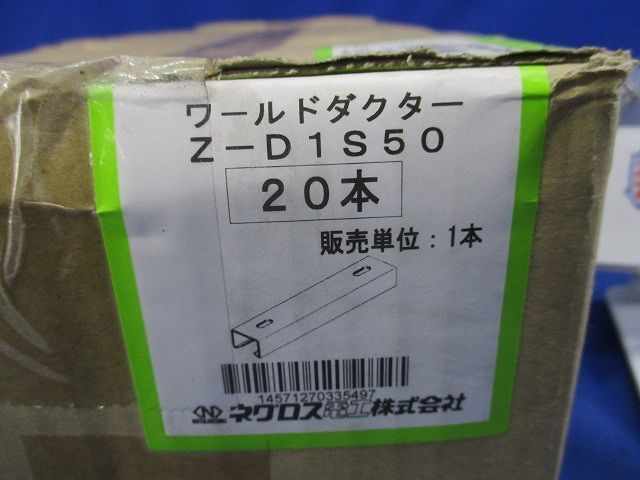 ワールドダクター
Z－D1S50
20本
販売単位：1本
14571270335497
ネグロス電工株式会社